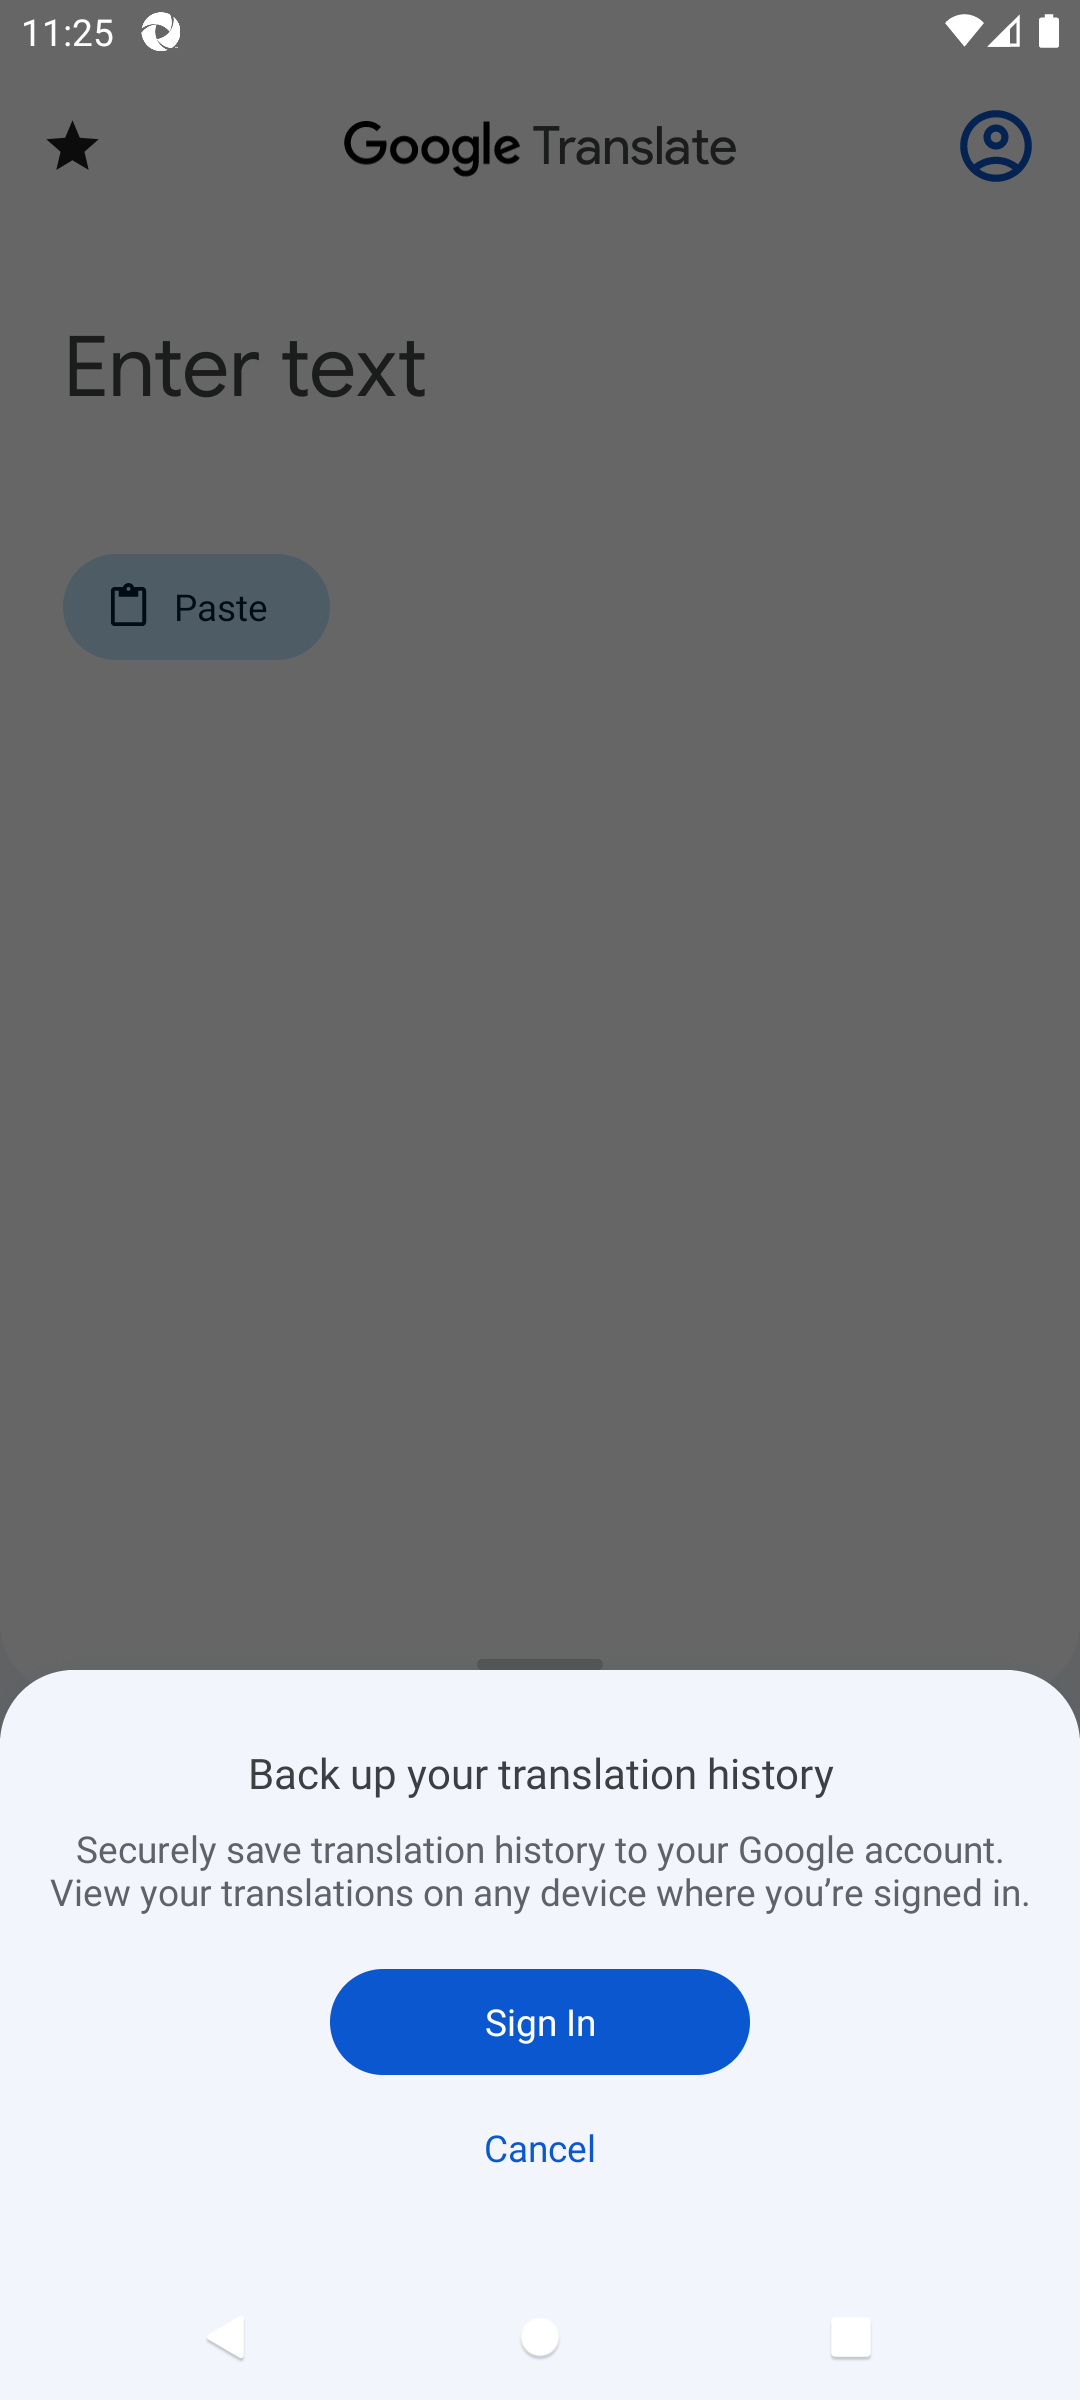 11:25
Google Translate
Enter text
Paste
Back up your translation history
Securely save translation history to your Google account.
View your translations on any device where you’re signed in.
Sign In
Cancel